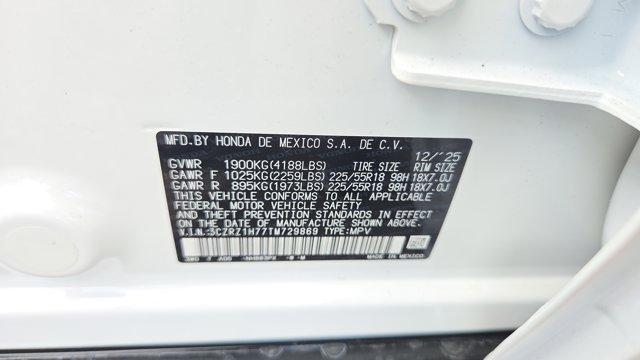 MFD.BY HONDA DE MEXICO S.A. DE C.V. 12/'25
GVWR 1900KG(4188LBS) TIRE SIZE RIM SIZE
GAWR F 1025KG(2259LBS) 225/55R18 98H 18X7.0J
GAWR R 895KG(1973LBS) 225/55R18 98H 18X7.0J
THIS VEHICLE CONFORMS TO ALL APPLICABLE
FEDERAL MOTOR VEHICLE SAFETY
AND THEFT PREVENTION STANDARDS IN EFFECT
ON THE DATE OF MANUFACTURE SHOWN ABOVE.
V.I.N.:3CZRZ1H77TM729869 TYPE:MPV
MADE IN MEXICO